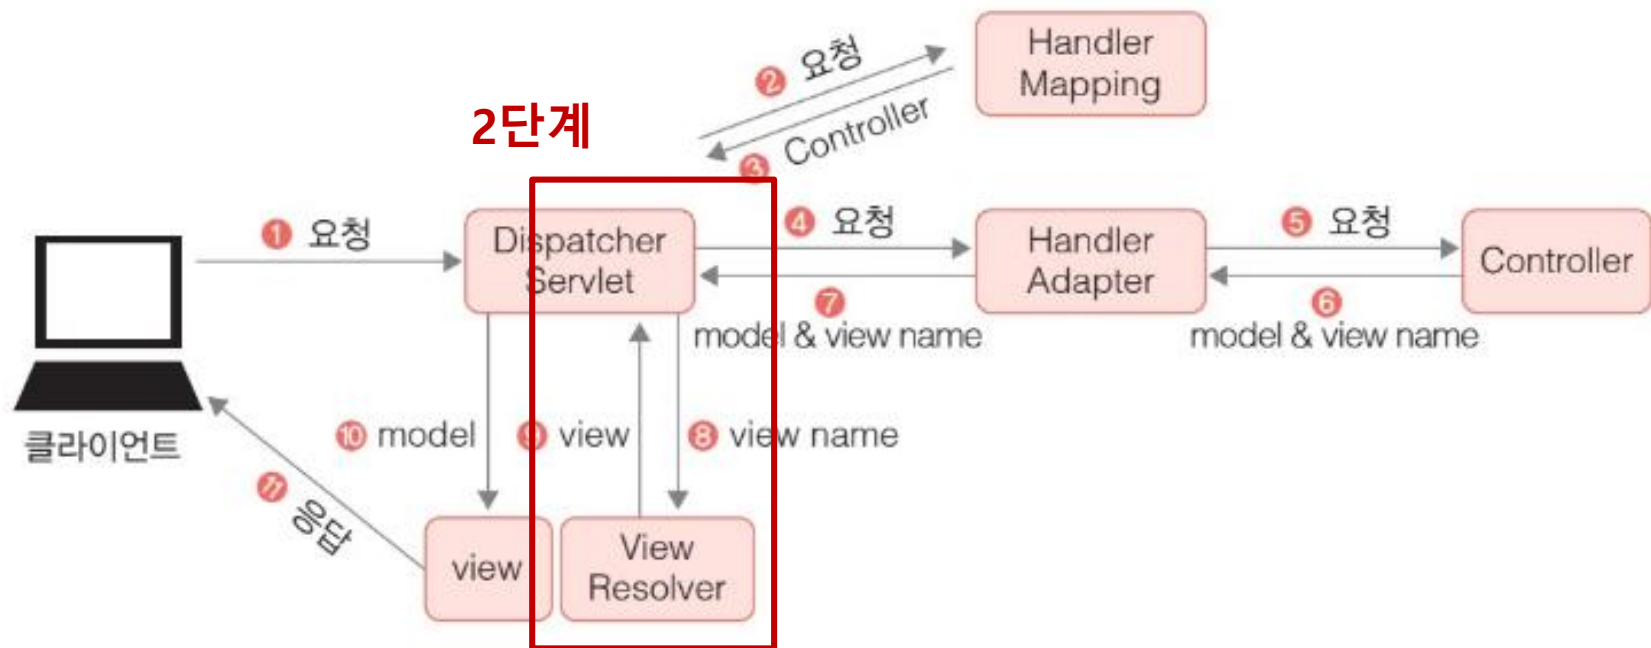 2단계
❷ 요청
❸ Controller
Handler
Mapping
❶ 요청
Dispatcher
Servlet
❹ 요청
Handler
Adapter
❺ 요청
Controller
❼
model & view name
❻
model & view name
클라이언트
❿ model
❾ view
❽ view name
⓫ 응답
view
View
Resolver